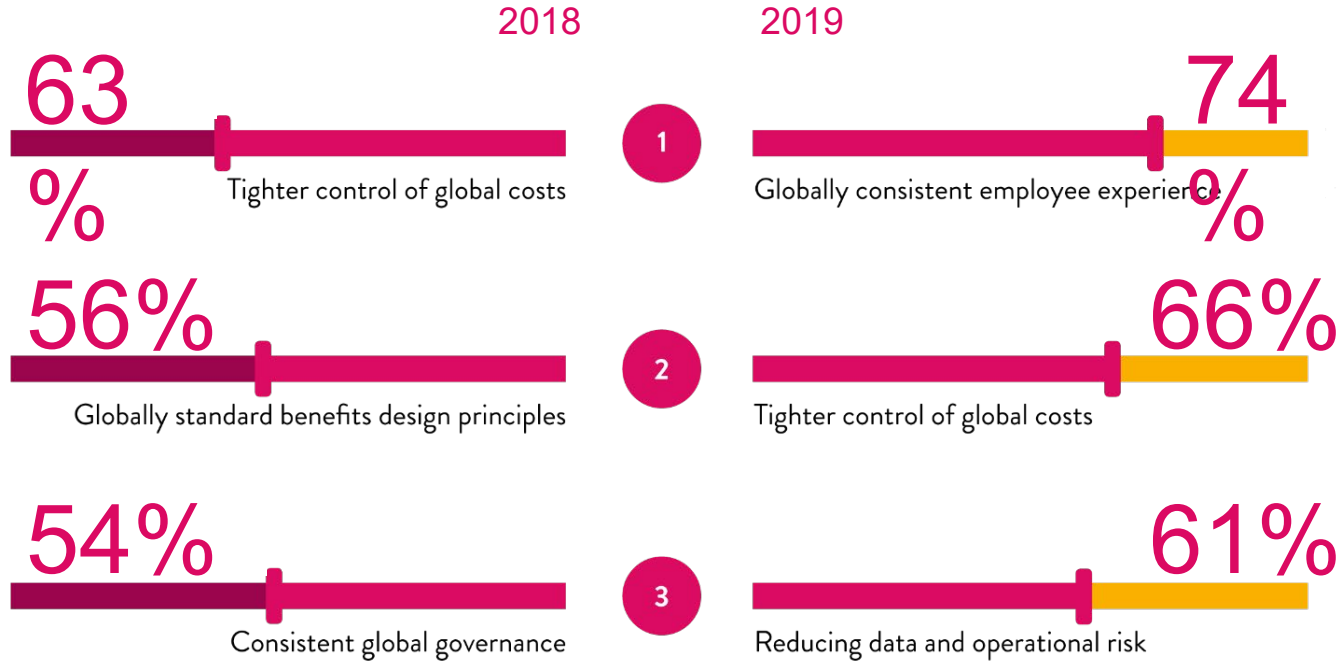 2018
2019
63
%
Tighter control of global costs
1
74
%
Globally consistent employee experience
56%
Globally standard benefits design principles
2
66%
Tighter control of global costs
54%
Consistent global governance
3
61%
Reducing data and operational risk